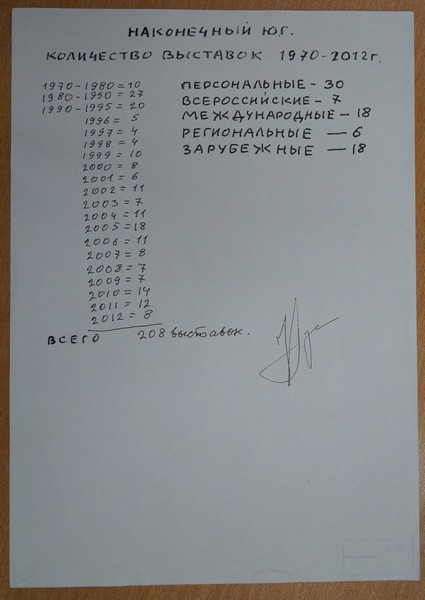 НАКОНЕЧНЫЙ Ю.Г.
КОЛИЧЕСТВО ВЫСТАВОК 1970-2012г.
1970-1980=10 ПЕРСОНАЛЬНЫЕ-30
1980-1990=27 ВСЕРОССИЙСКИЕ-7
1990-1995=20 МЕЖДУНАРОДНЫЕ-18
1996=5 РЕГИОНАЛЬНЫЕ—6
1997=4 ЗАРУБЕЖНЫЕ—18
1998=4
1999=10
2000=8
2001=6
2002=11
2003=7
2004=11
2005=18
2006=11
2007=8
2008=7
2009=7
2010=14
2011=12
2012=8
ВСЕГО 208 выставок.